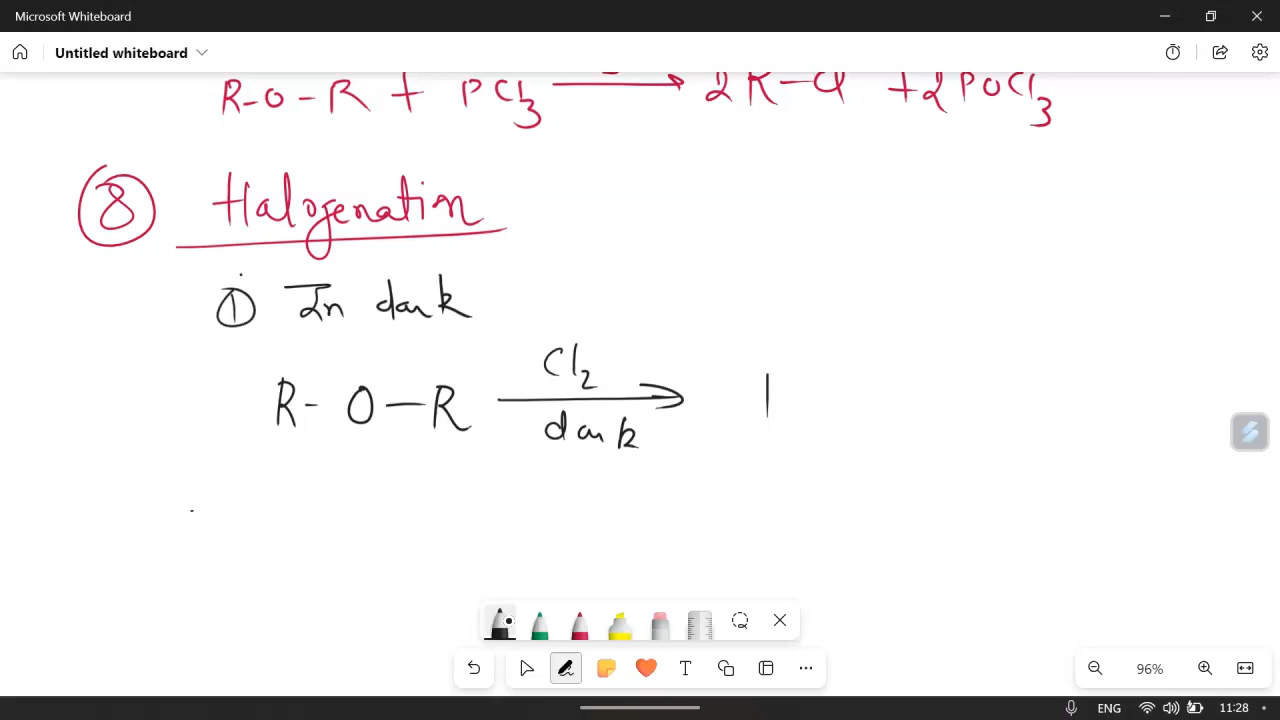 Microsoft Whiteboard
Untitled whiteboard
R-O-R + PCl3 → 2R-Cl + 2POCl3
8 Halogenation
1 In dark
Cl2
R-O-R →
dark
T
96%
ENG
11:28